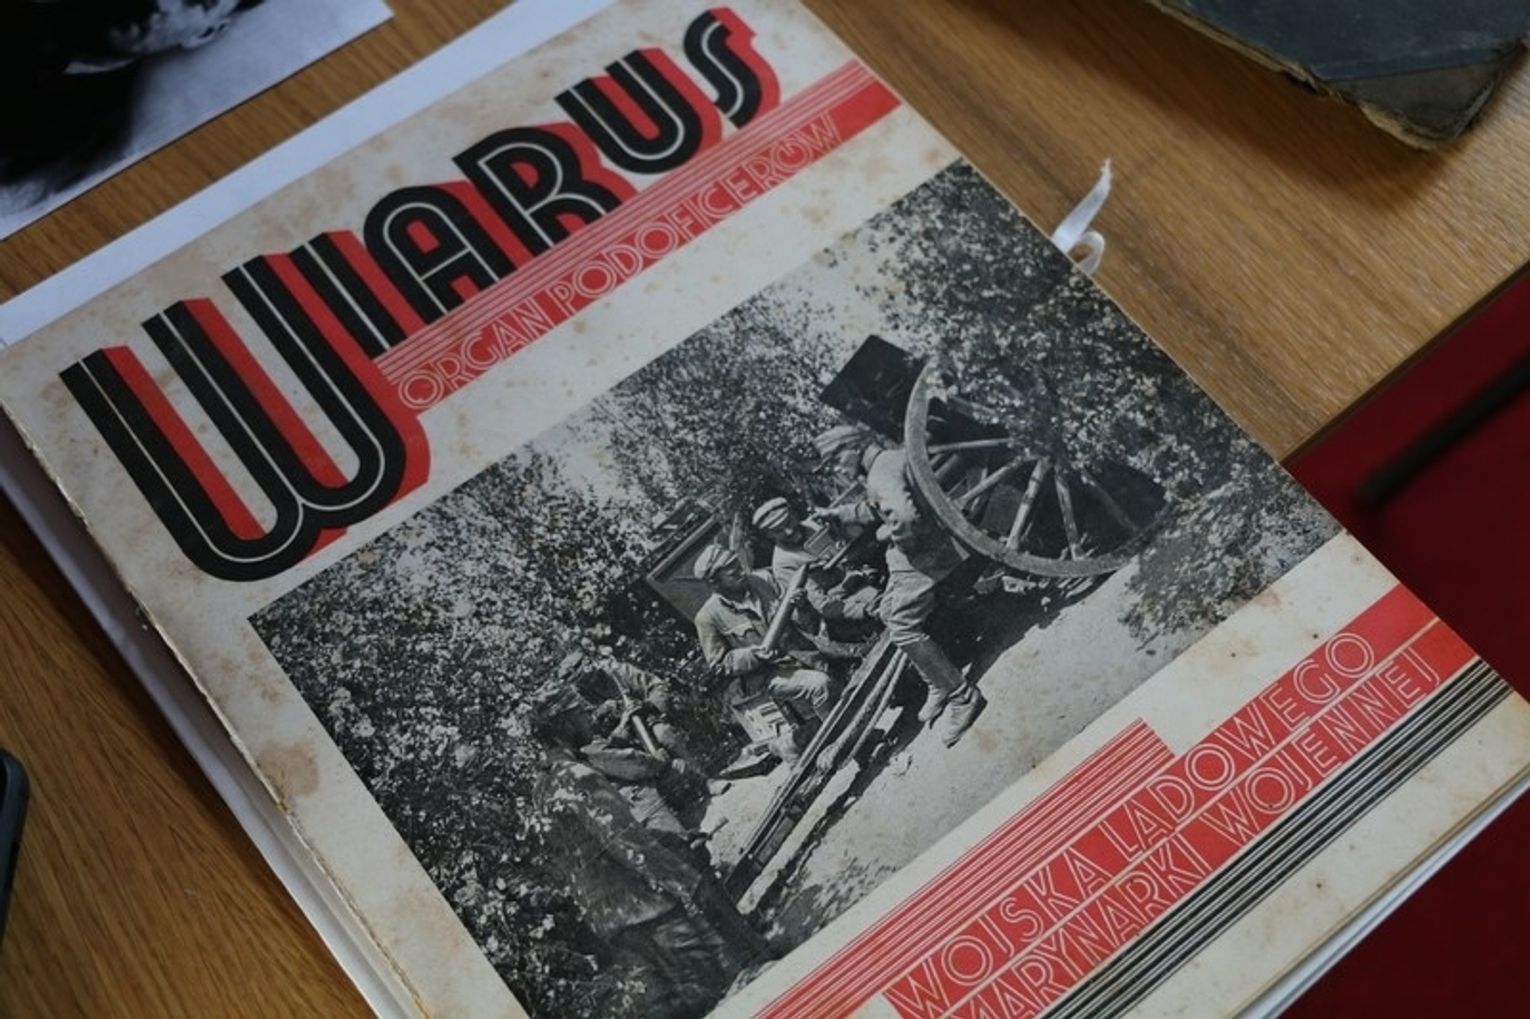 WIARUS
ORGAN PODOFICERÓW
WOJSKA LĄDOWEGO
MARYNARKI WOJENNEJ